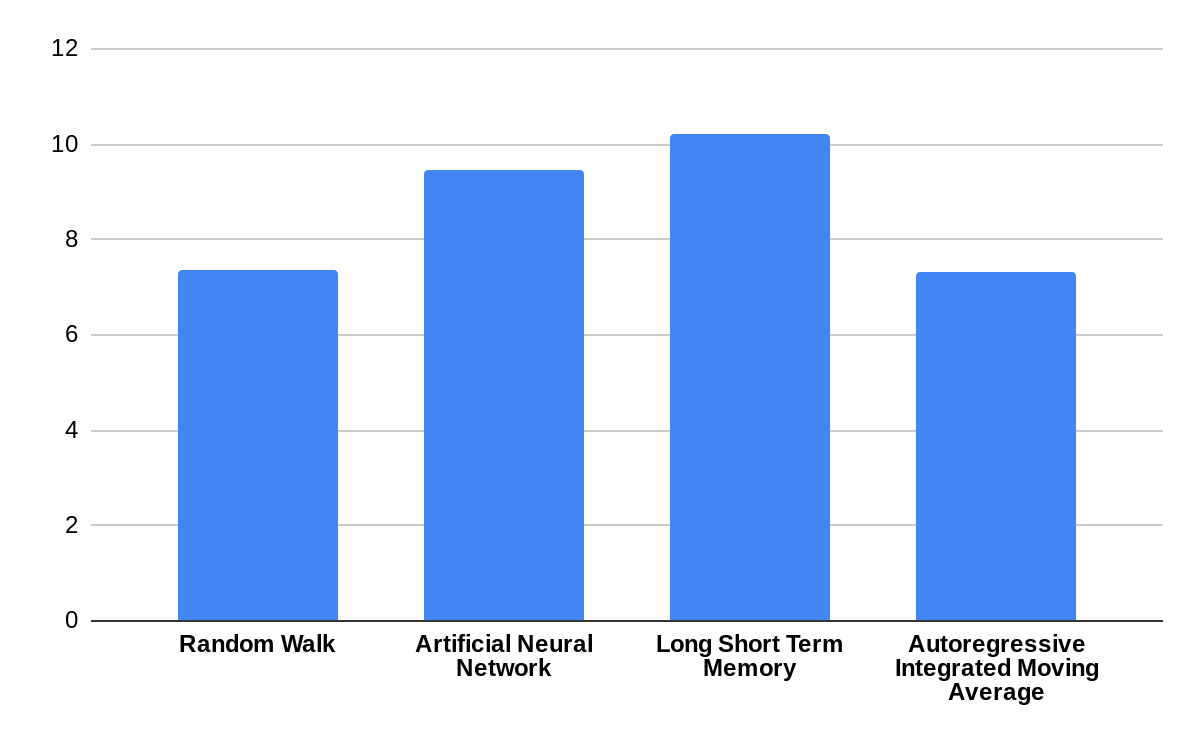 12
10
8
6
4
2
0
Random Walk
Artificial Neural
Network
Long Short Term
Memory
Autoregressive
Integrated Moving
Average